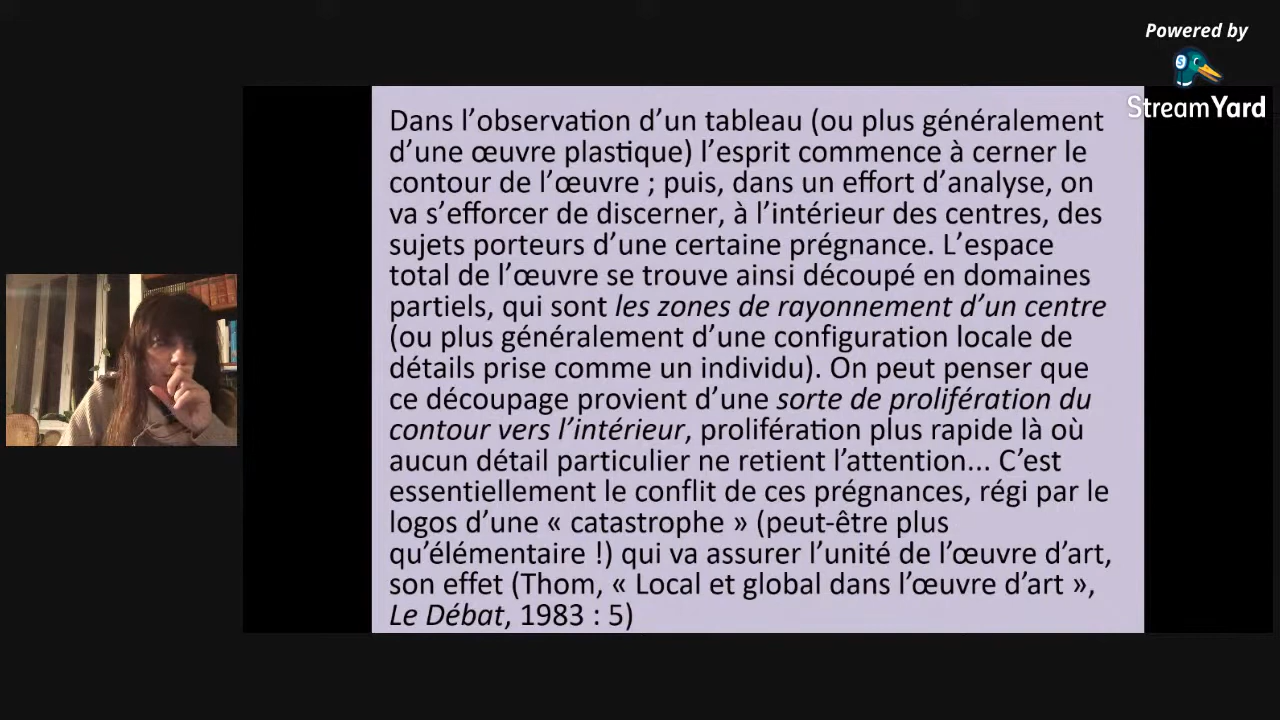 Powered by
StreamYard
Dans l’observation d’un tableau (ou plus généralement
d’une œuvre plastique) l’esprit commence à cerner le
contour de l’œuvre ; puis, dans un effort d’analyse, on
va s’efforcer de discerner, à l’intérieur des centres, des
sujets porteurs d’une certaine prégnance. L’espace
total de l’œuvre se trouve ainsi découpé en domaines
partiels, qui sont les zones de rayonnement d’un centre
(ou plus généralement d’une configuration locale de
détails prise comme un individu). On peut penser que
ce découpage provient d’une sorte de prolifération du
contour vers l’intérieur, prolifération plus rapide là où
aucun détail particulier ne retient l’attention... C’est
essentiellement le conflit de ces prégnances, régi par le
logos d’une « catastrophe » (peut-être plus
qu’élémentaire !) qui va assurer l’unité de l’œuvre d’art,
son effet (Thom, « Local et global dans l’œuvre d’art »,
Le Débat, 1983 : 5)